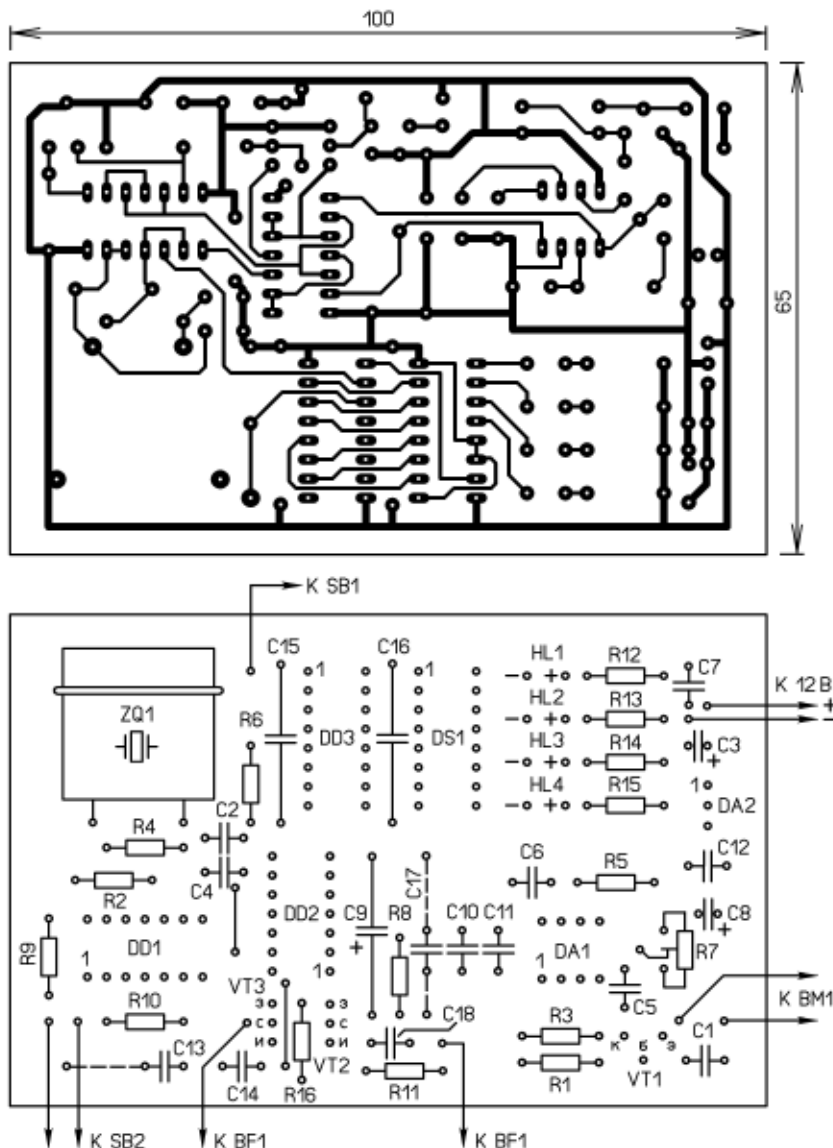 100
65
К SB1
C15 C16 HL1 R12 C7
1 1 − + К 12 В
ZQ1 R6 HL2 R13 +
DD3 DS1 − + −
HL3 R14 C3
− + +
HL4 R15 1
− + DA2
R4 C2
C6 R5 C12
R2 C4 C17
R9 DD1 DD2 C9 R8 C10 C11 DA1 C8
+ +
1 1 1 R7
VT3 C5 К BM1
R10 э э C18 R3
с с к б э
C13 и и C1
C14 VT2 R1 VT1
R16 R11
К SB2 К BF1 К BF1